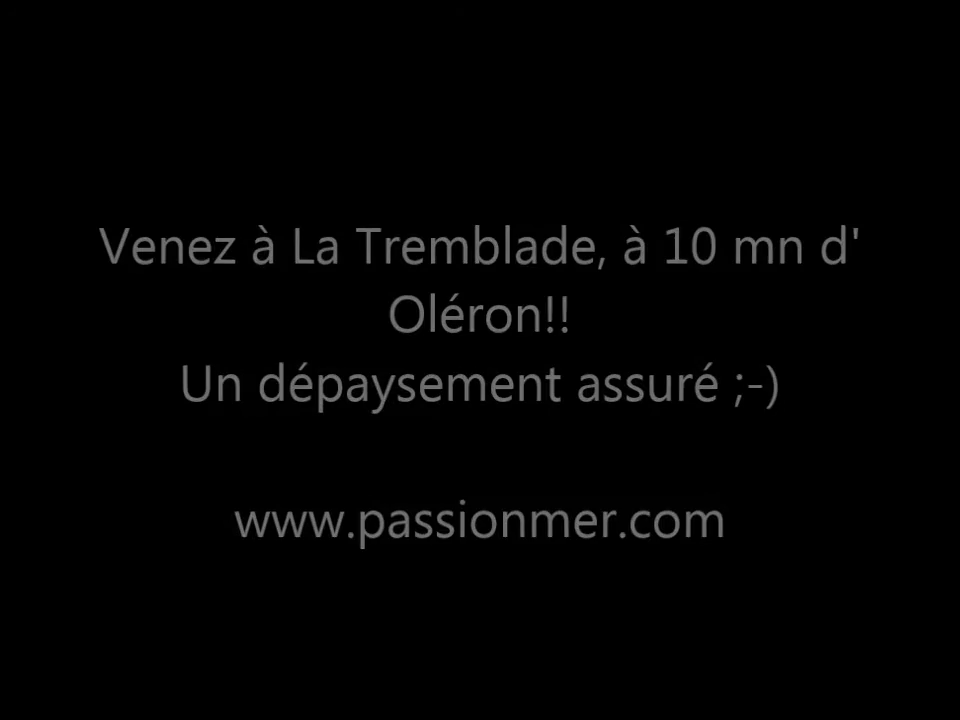 Venez à La Tremblade, à 10 mn d'
Oléron!!
Un dépaysement assuré ;-)
www.passionmer.com